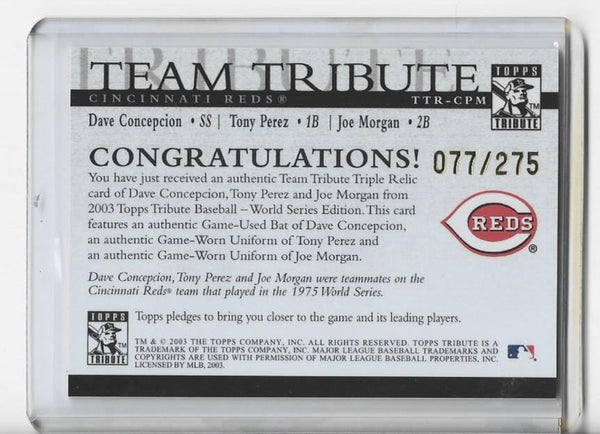 TRIBUTE
TEAM TRIBUTE
CINCINNATI REDS®
TTR-CPM
TOPPS
TRIBUTE™
Dave Concepcion • SS | Tony Perez • 1B | Joe Morgan • 2B
CONGRATULATIONS! 077/275
You have just received an authentic Team Tribute Triple Relic
card of Dave Concepcion, Tony Perez and Joe Morgan from
2003 Topps Tribute Baseball – World Series Edition. This card
features an authentic Game-Used Bat of Dave Concepcion,
an authentic Game-Worn Uniform of Tony Perez and
an authentic Game-Worn Uniform of Joe Morgan.
REDS ®
Dave Concepcion, Tony Perez and Joe Morgan were teammates on the
Cincinnati Reds® team that played in the 1975 World Series.
TOPPS
TRIBUTE™
Topps pledges to bring you closer to the game and its leading players.
TM & © 2003 THE TOPPS COMPANY, INC. ALL RIGHTS RESERVED. TOPPS TRIBUTE IS A
TRADEMARK OF THE TOPPS COMPANY, INC. MAJOR LEAGUE BASEBALL TRADEMARKS AND
COPYRIGHTS ARE USED WITH PERMISSION OF MAJOR LEAGUE BASEBALL PROPERTIES, INC.
LICENSED BY MLB, 2003.